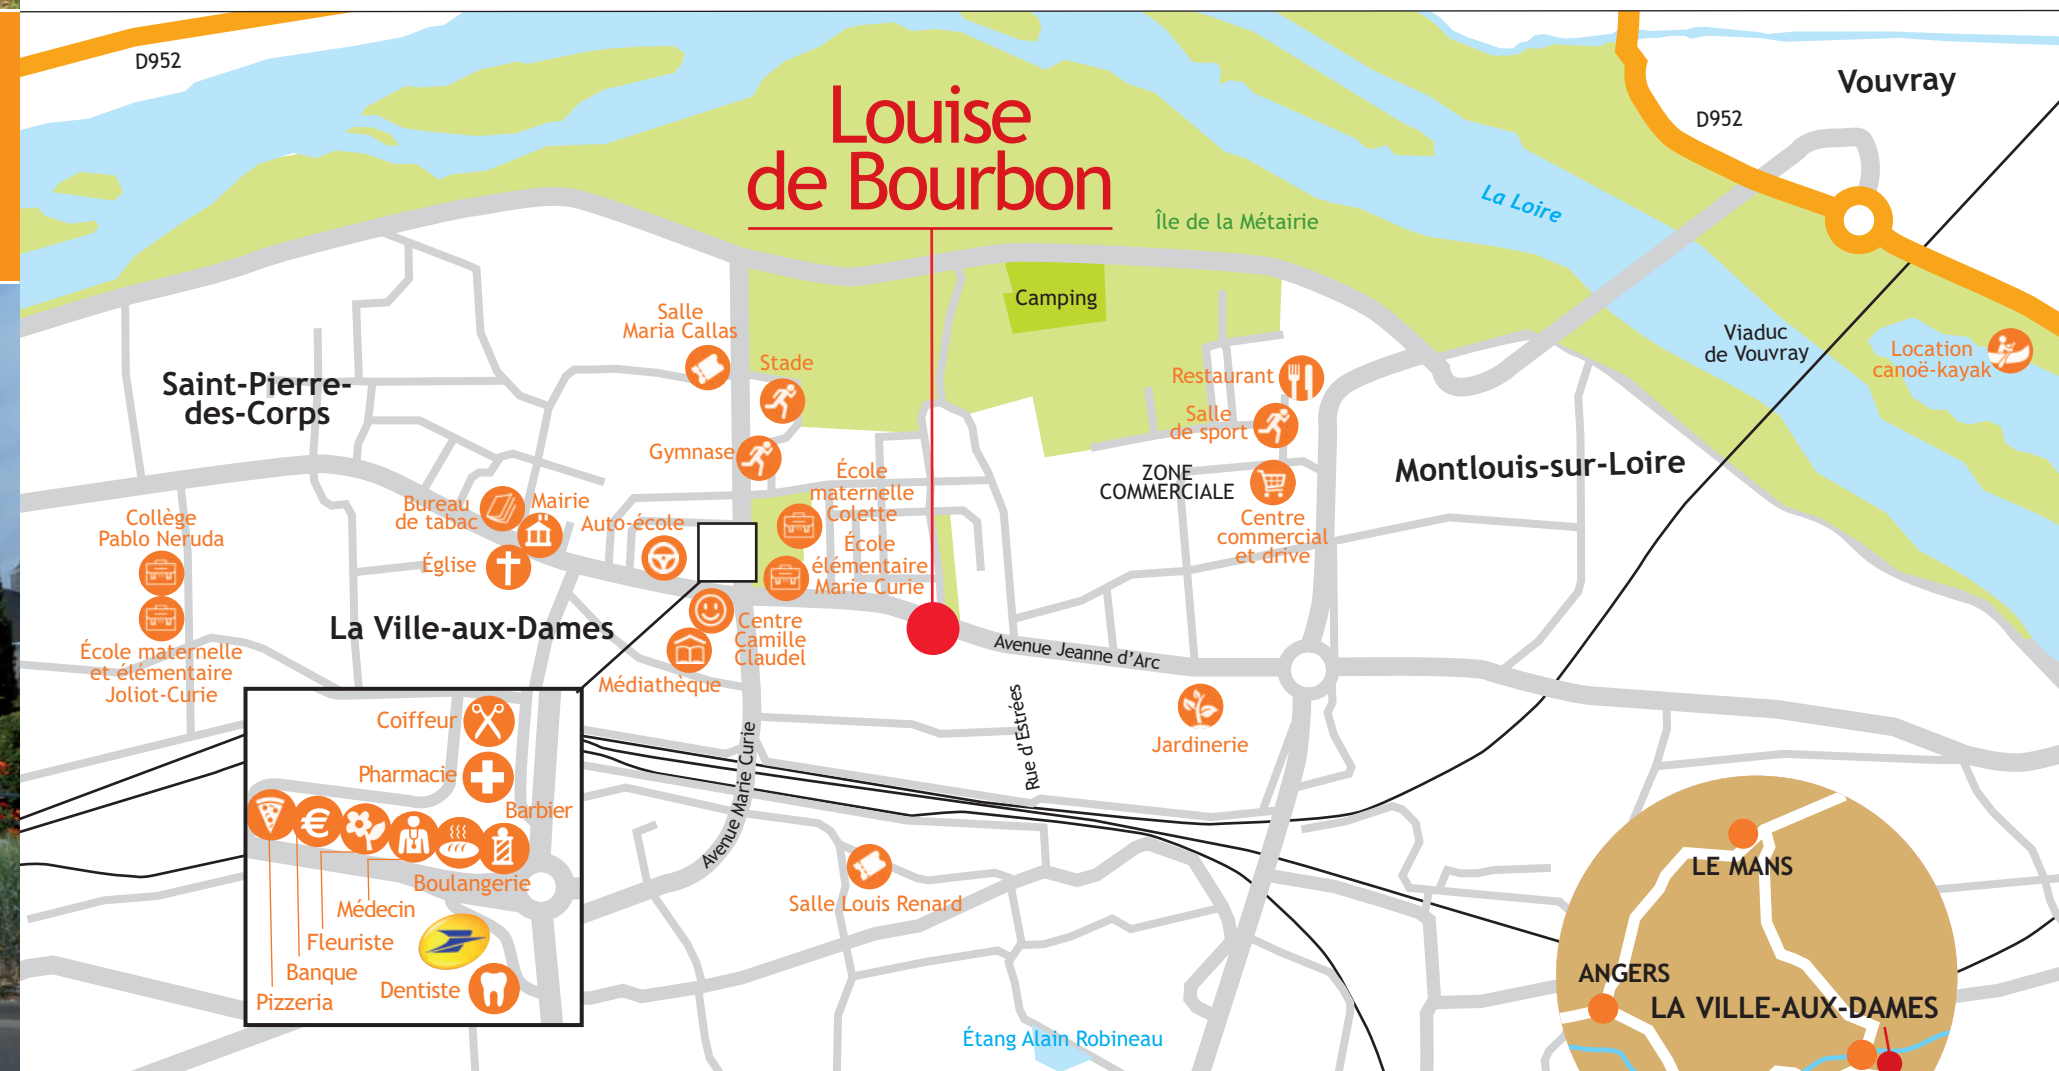 D952
Louise
de Bourbon
Vouvray
D952
La Loire
Île de la Métairie
Camping
Viaduc
de Vouvray
Location
canoë-kayak
Salle
Maria Callas
Stade
Restaurant
Salle
de sport
Saint-Pierre-
des-Corps
Gymnase
École
maternelle
Colette
ZONE
COMMERCIALE
Montlouis-sur-Loire
Bureau
de tabac
Mairie
Auto-école
Collège
Pablo Neruda
Centre
commercial
et drive
École
élémentaire
Marie Curie
Église
La Ville-aux-Dames
Centre
Camille
Claudel
Médiathèque
École maternelle
et élémentaire
Joliot-Curie
Avenue Jeanne d'Arc
Rue d'Estrées
Avenue Marie Curie
Jardinerie
Coiffeur
Pharmacie
Barbier
Boulangerie
Médecin
Fleuriste
Banque
Pizzeria
Dentiste
Salle Louis Renard
Étang Alain Robineau
LE MANS
ANGERS
LA VILLE-AUX-DAMES